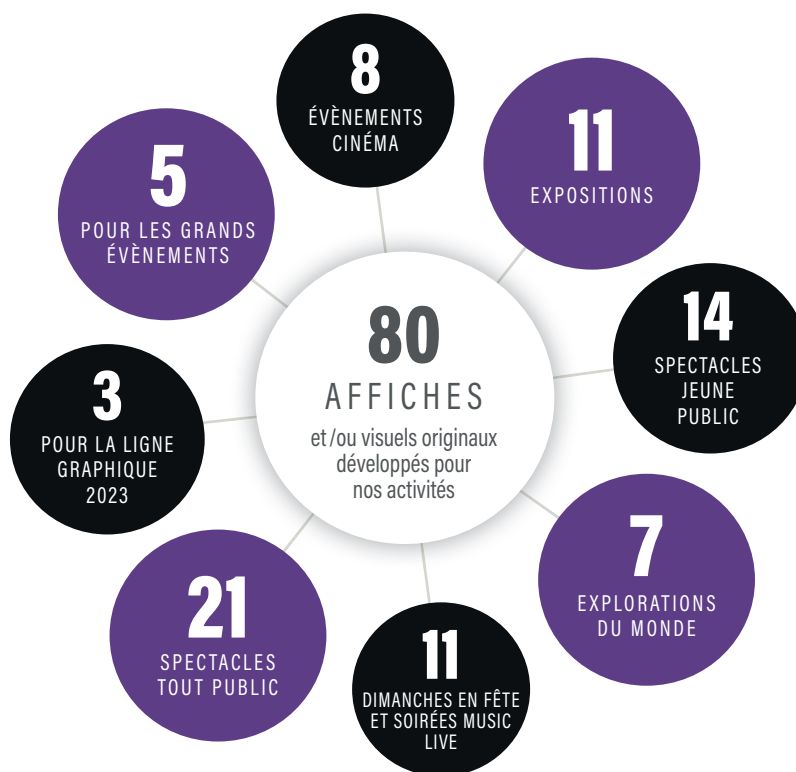 80
AFFICHES
et/ou visuels originaux
développés pour
nos activités
8
ÉVÈNEMENTS
CINÉMA
11
EXPOSITIONS
14
SPECTACLES
JEUNE
PUBLIC
7
EXPLORATIONS
DU MONDE
11
DIMANCHES EN FÊTE
ET SOIRÉES MUSIC
LIVE
21
SPECTACLES
TOUT PUBLIC
3
POUR LA LIGNE
GRAPHIQUE
2023
5
POUR LES GRANDS
ÉVÈNEMENTS